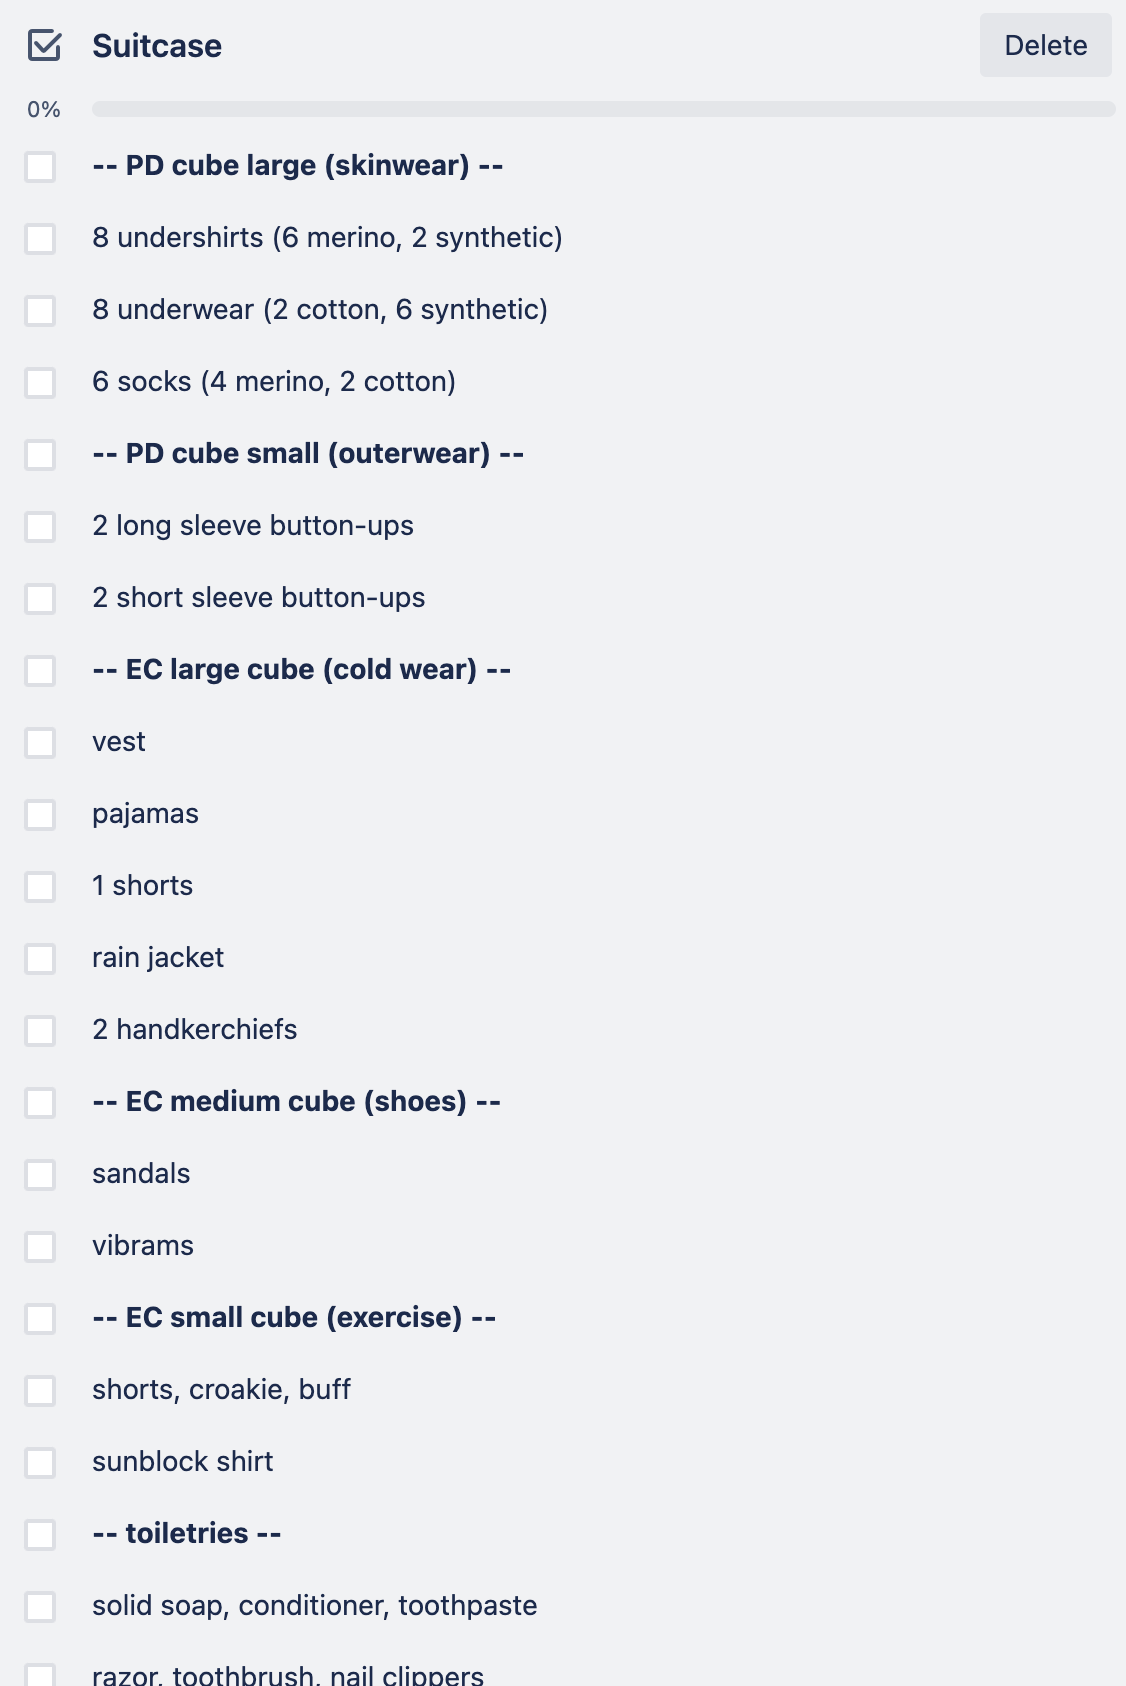 Suitcase
Delete
0%
-- PD cube large (skinwear) --
8 undershirts (6 merino, 2 synthetic)
8 underwear (2 cotton, 6 synthetic)
6 socks (4 merino, 2 cotton)
-- PD cube small (outerwear) --
2 long sleeve button-ups
2 short sleeve button-ups
-- EC large cube (cold wear) --
vest
pajamas
1 shorts
rain jacket
2 handkerchiefs
-- EC medium cube (shoes) --
sandals
vibrams
-- EC small cube (exercise) --
shorts, croakie, buff
sunblock shirt
-- toiletries --
solid soap, conditioner, toothpaste
razor, toothbrush, nail clippers